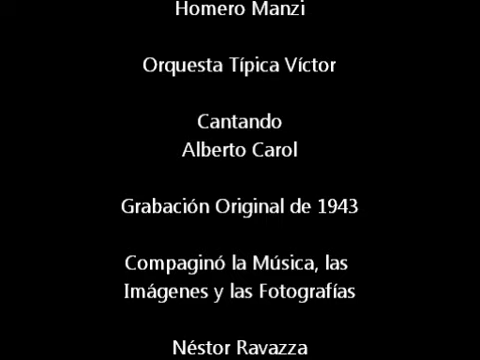 Homero Manzi
Orquesta Típica Víctor
Cantando
Alberto Carol
Grabación Original de 1943
Compaginó la Música, las
Imágenes y las Fotografías
Néstor Ravazza